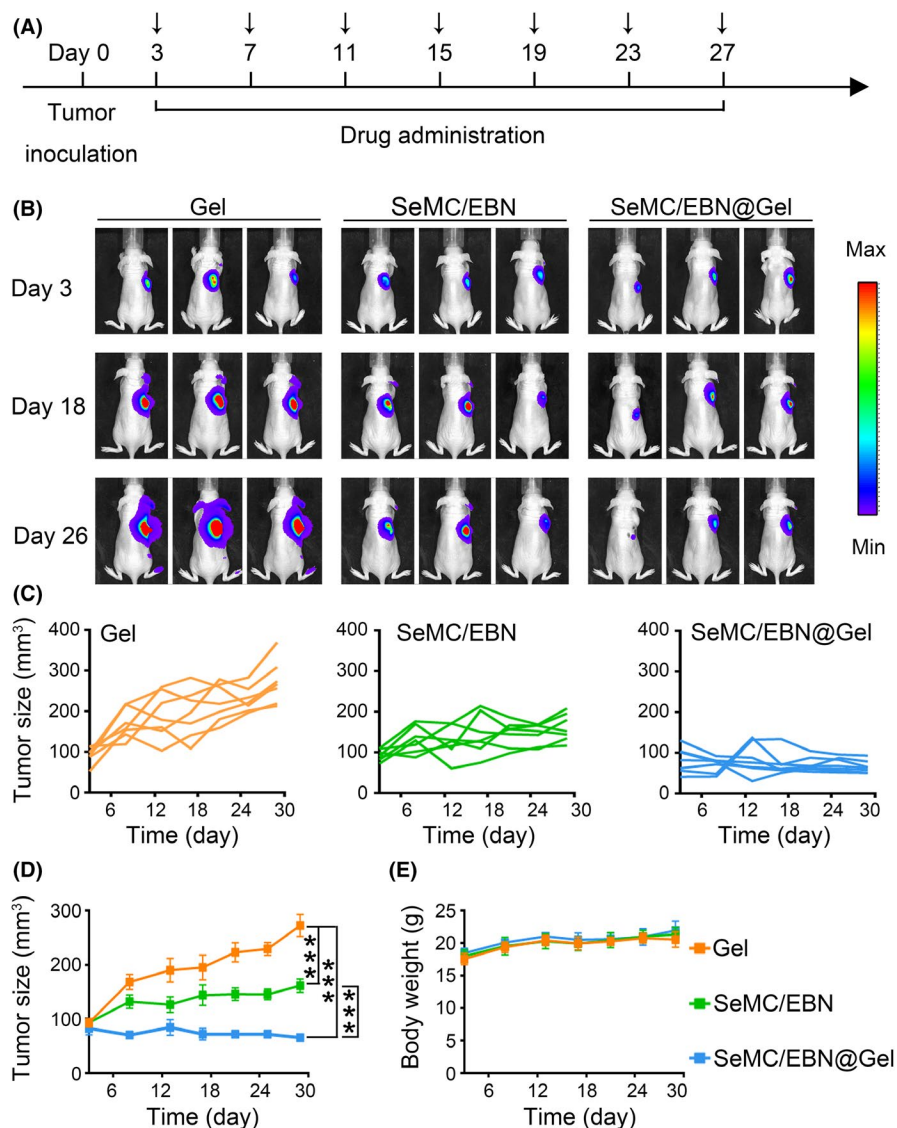 (A)
Day 0 3 7 11 15 19 23 27
Tumor
inoculation
Drug administration
(B)
Gel SeMC/EBN SeMC/EBN@Gel
Day 3
Day 18
Day 26
Max
Min
(C)
Gel
Tumor size (mm³)
400
300
200
100
0
6 12 18 24 30
Time (day)
SeMC/EBN
400
300
200
100
0
6 12 18 24 30
Time (day)
SeMC/EBN@Gel
400
300
200
100
0
6 12 18 24 30
Time (day)
(D)
Tumor size (mm³)
300
200
100
0
6 12 18 24 30
Time (day)
***
***
***
(E)
Body weight (g)
25
20
15
10
5
0
6 12 18 24 30
Time (day)
Gel
SeMC/EBN
SeMC/EBN@Gel